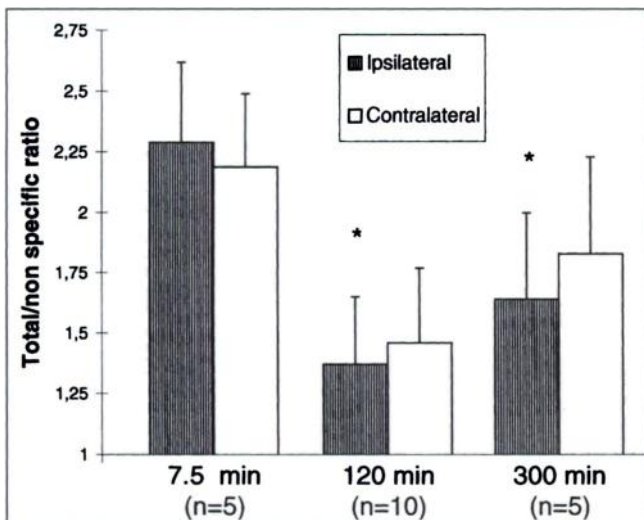 2,75
2,5
2,25
2
1,75
1,5
1,25
1
Total/non specific ratio
Ipsilateral
Contralateral
*
*
7.5 min 120 min 300 min
(n=5) (n=10) (n=5)